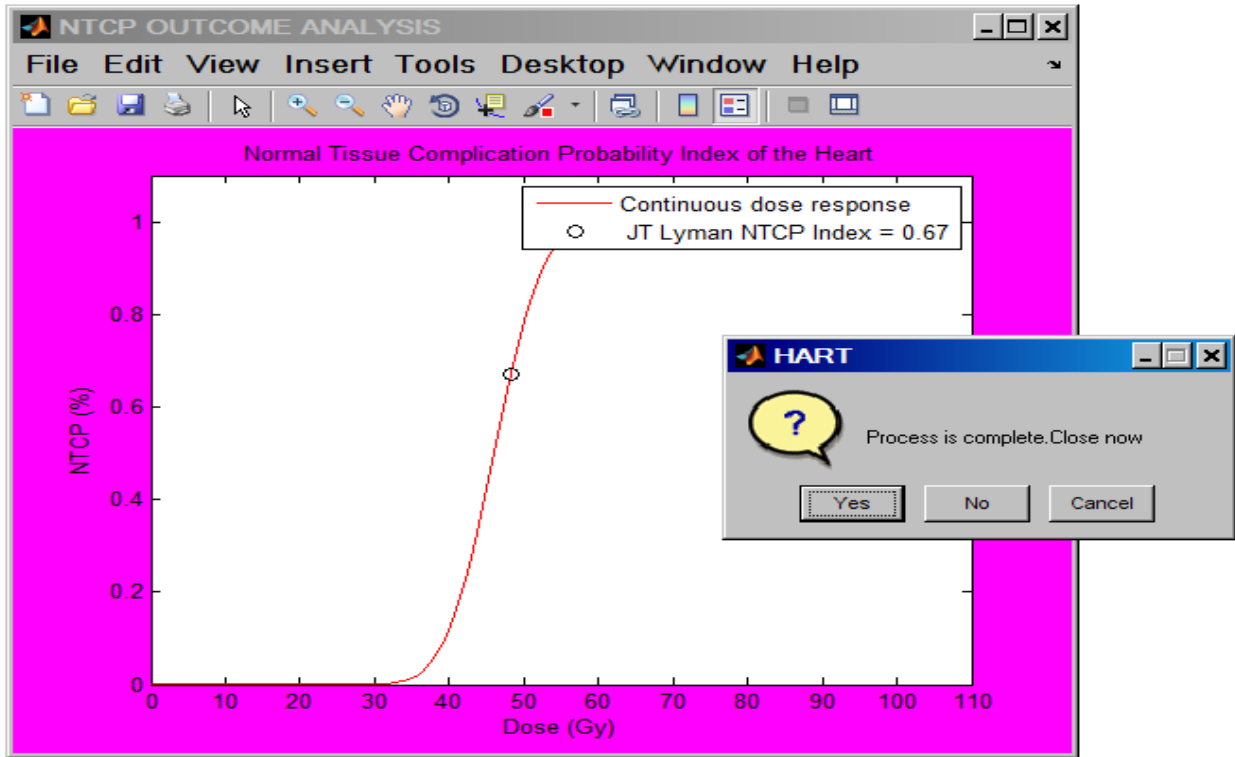 NTCP OUTCOME ANALYSIS
File Edit View Insert Tools Desktop Window Help
Normal Tissue Complication Probability Index of the Heart
Continuous dose response
JT Lyman NTCP Index = 0.67
1
0.8
0.6
0.4
0.2
0
NTCP (%)
0 10 20 30 40 50 60 70 80 90 100 110
Dose (Gy)
HART
?
Process is complete.Close now
Yes No Cancel